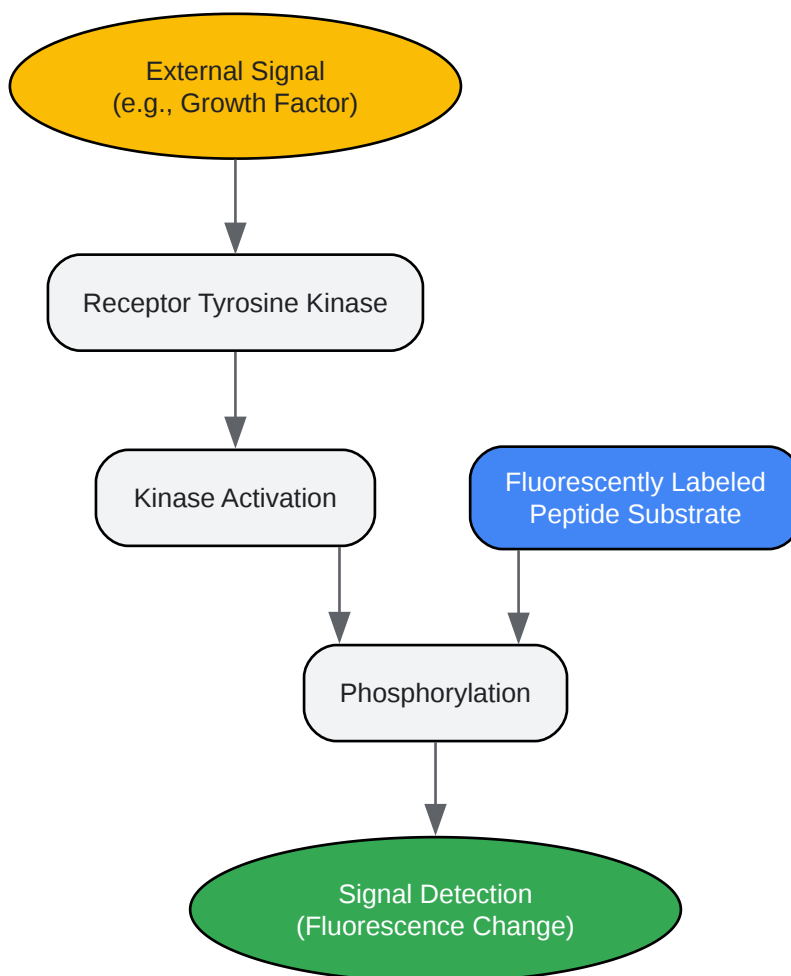 External Signal
(e.g., Growth Factor)
Receptor Tyrosine Kinase
Kinase Activation
Fluorescently Labeled
Peptide Substrate
Phosphorylation
Signal Detection
(Fluorescence Change)